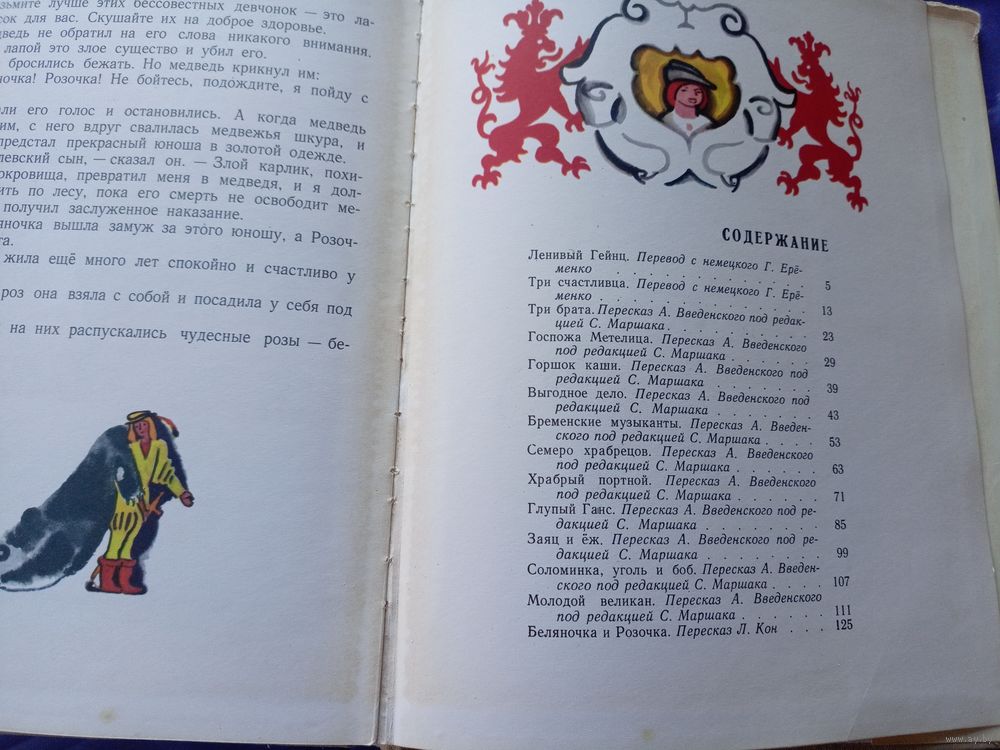 зьмите лучше этих бессовестных девчонок — это ла-
сок для вас. Скушайте их на доброе здоровье.
дведь не обратил на его слова никакого внимания.
лапой это злое существо и убил его.
бросились бежать. Но медведь крикнул им:
ночка! Розочка! Не бойтесь, подождите, я пойду с
ли его голос и остановились. А когда медведь
им, с него вдруг свалилась медвежья шкура, и
предстал прекрасный юноша в золотой одежде.
левский сын, — сказал он. — Злой карлик, похи-
окровища, превратил меня в медведя, и я дол-
ить по лесу, пока его смерть не освободит ме-
получил заслуженное наказание.
яночка вышла замуж за этого юношу, а Розоч-
та.
жила ещё много лет спокойно и счастливо у
роз она взяла с собой и посадила у себя под
на них распускались чудесные розы — бе-
СОДЕРЖАНИЕ
Ленивый Гейнц. Перевод с немецкого Г. Ерё-
менко . . . . . . . . . . . . . 5
Три счастливца. Перевод с немецкого Г. Ерё-
менко . . . . . . . . . . . . . 13
Три брата. Пересказ А. Введенского под редак-
цией С. Маршака . . . . . . . . . 23
Госпожа Метелица. Пересказ А. Введенского
под редакцией С. Маршака . . . . . . 29
Горшок каши. Пересказ А. Введенского под
редакцией С. Маршака . . . . . . . . 39
Выгодное дело. Пересказ А. Введенского под
редакцией С. Маршака . . . . . . . . 43
Бременские музыканты. Пересказ А. Введен-
ского под редакцией С. Маршака . . . . 53
Семеро храбрецов. Пересказ А. Введенского
под редакцией С. Маршака . . . . . . 63
Храбрый портной. Пересказ А. Введенского
под редакцией С. Маршака . . . . . . 71
Глупый Ганс. Пересказ А. Введенского под ре-
дакцией С. Маршака . . . . . . . . 85
Заяц и ёж. Пересказ А. Введенского под ре-
дакцией С. Маршака . . . . . . . . 99
Соломинка, уголь и боб. Пересказ А. Введен-
ского под редакцией С. Маршака . . . . 107
Молодой великан. Пересказ А. Введенского
под редакцией С. Маршака . . . . . . 111
Беляночка и Розочка. Пересказ Л. Кон . . . 125
www.ay.by